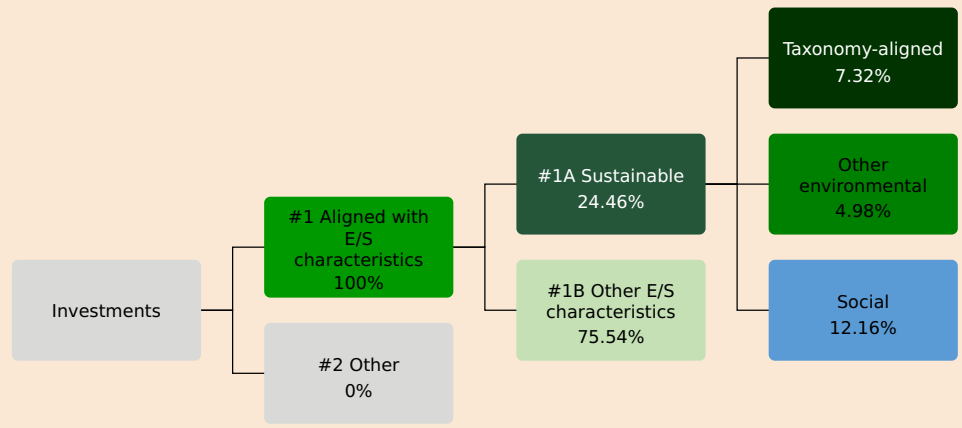 Investments
#1 Aligned with
E/S
characteristics
100%
#2 Other
0%
#1A Sustainable
24.46%
#1B Other E/S
characteristics
75.54%
Taxonomy-aligned
7.32%
Other
environmental
4.98%
Social
12.16%